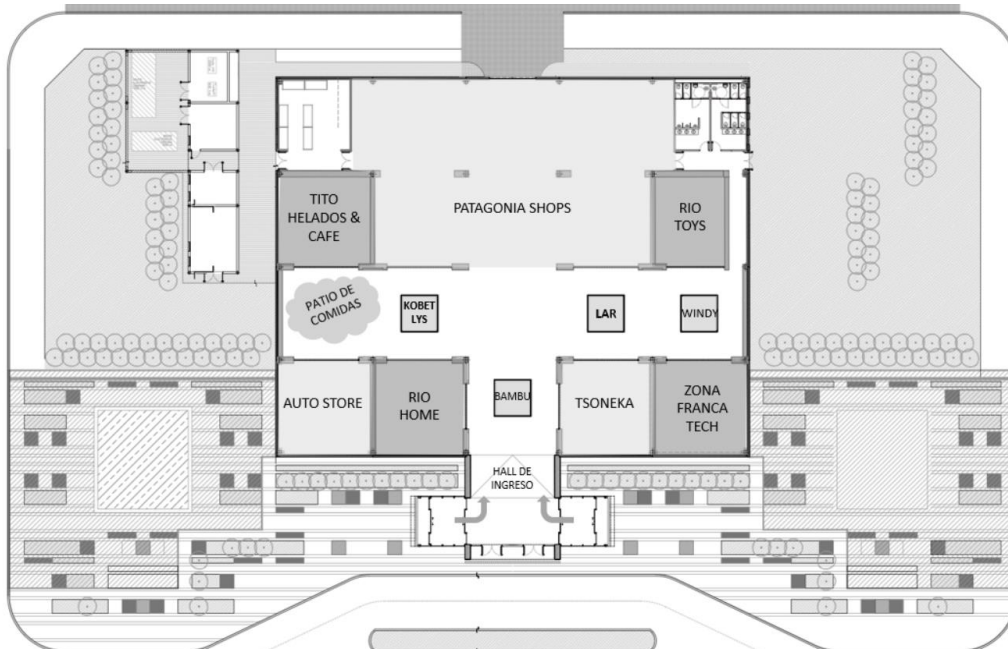 TITO
HELADOS &
CAFE
PATAGONIA SHOPS
RIO
TOYS
PATIO DE
COMIDAS
KOBET
LYS
LAR
WINDY
AUTO STORE
RIO
HOME
BAMBU
TSONEKA
ZONA
FRANCA
TECH
HALL DE
INGRESO